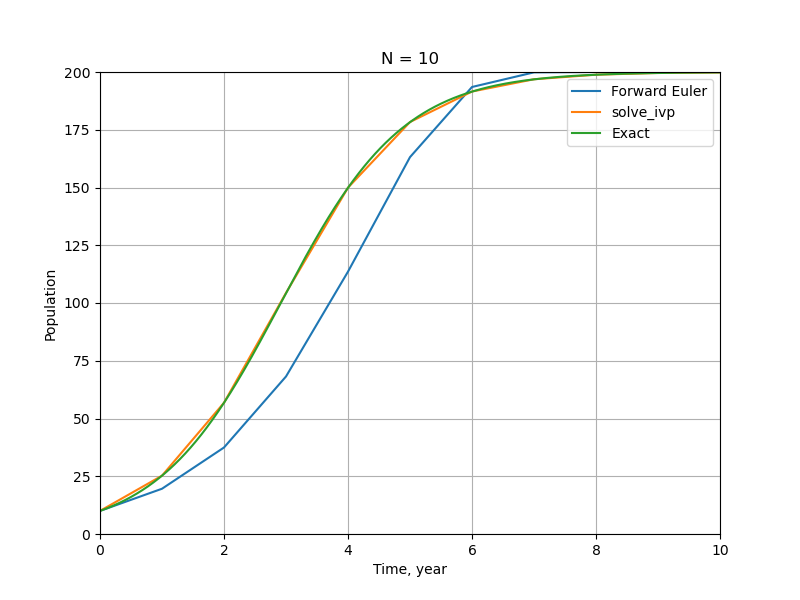 N = 10
200
175
150
125
100
75
50
25
0
Population
Forward Euler
solve_ivp
Exact
0 2 4 6 8 10
Time, year